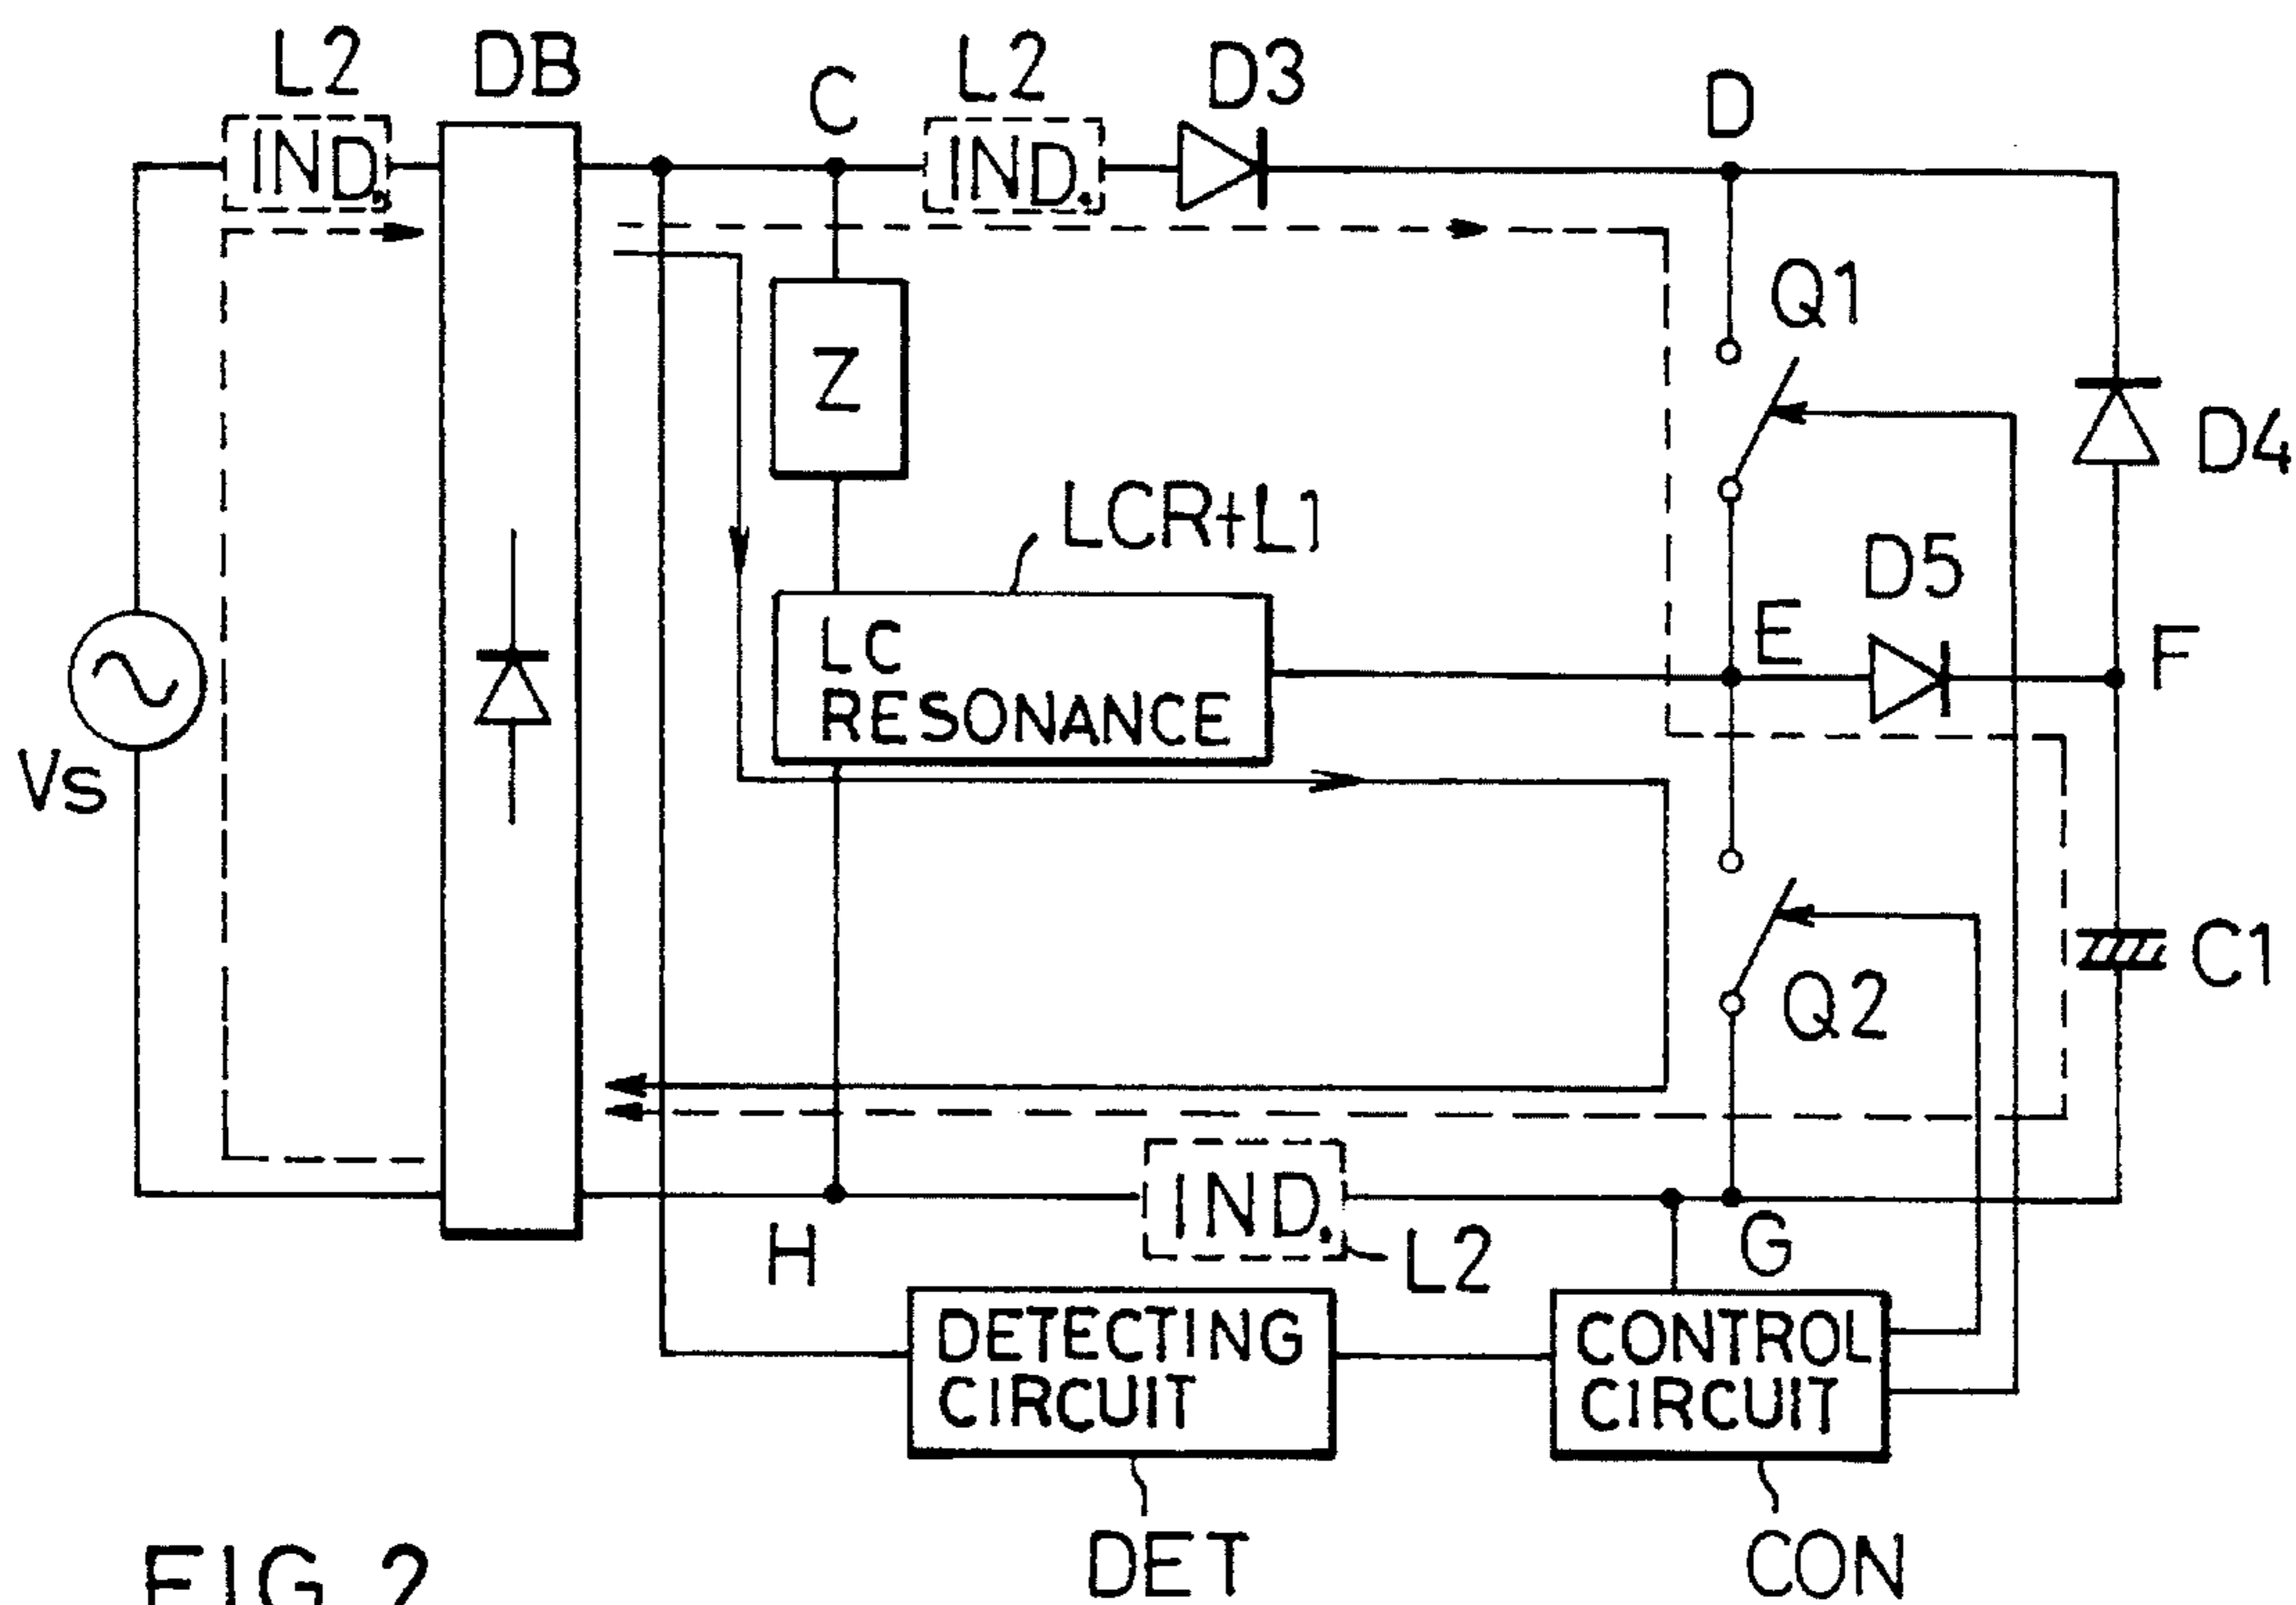 L2
DB
C
L2
D3
D
IND.
IND.
Q1
Z
D4
LCR+L1
D5
E
F
LC
RESONANCE
Vs
C1
Q2
IND.
H
L2
G
DETECTING
CIRCUIT
CONTROL
CIRCUIT
DET
CON
FIG. 2